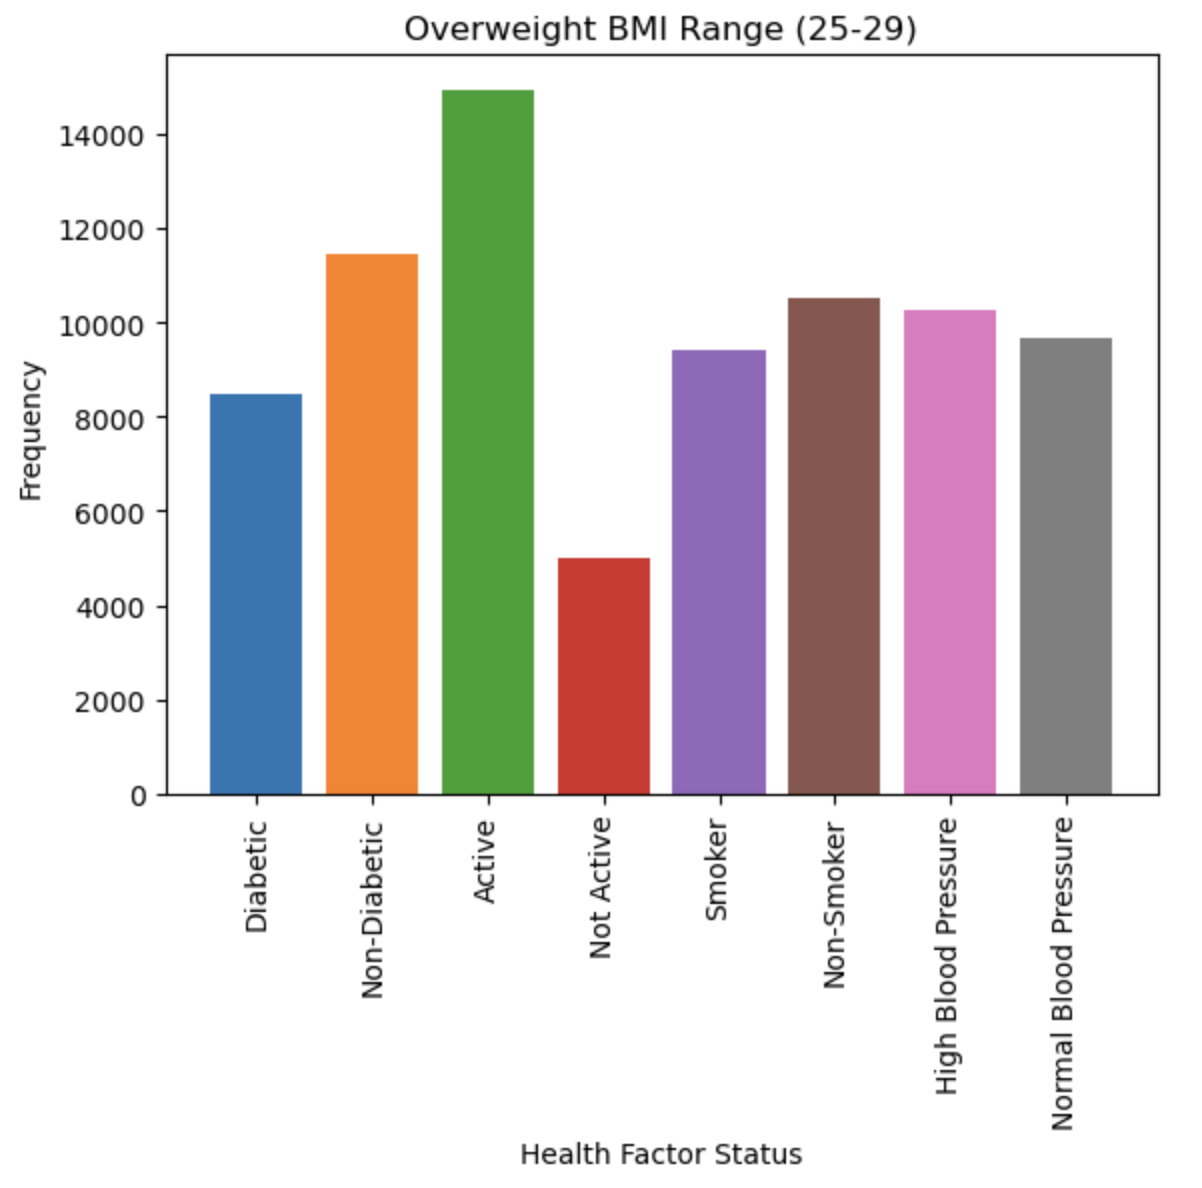 Overweight BMI Range (25-29)
Frequency
14000
12000
10000
8000
6000
4000
2000
0
Diabetic
Non-Diabetic
Active
Not Active
Smoker
Non-Smoker
High Blood Pressure
Normal Blood Pressure
Health Factor Status